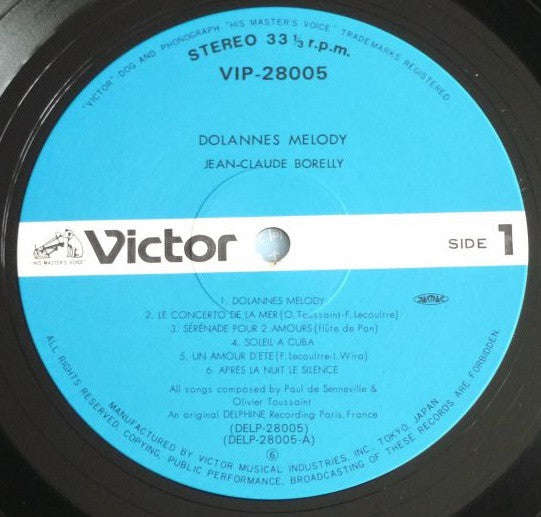 "VICTOR" DOG AND PHONOGRAPH "HIS MASTER'S VOICE" TRADEMARKS REGISTERED
STEREO 33 1/3 r.p.m.
VIP-28005
DOLANNES MELODY
JEAN-CLAUDE BORELLY
"HIS MASTER'S VOICE"
Victor
SIDE 1
1. DOLANNES MELODY
2. LE CONCERTO DE LA MER (O. Toussaint-F. Lecoultre)
3. SÉRÉNADE POUR 2 AMOURS (flûte de Pan)
4. SOLEIL A CUBA
5. UN AMOUR D'ETE (F. Lecoultre-L. Wira)
6. APRES LA NUIT LE SILENCE
All songs composed by Paul de Senneville &
Olivier Toussaint
An original DELPHINE Recording Paris, France
(DELP-28005)
(DELP-28005-A)
6
MANUFACTURED BY VICTOR MUSICAL INDUSTRIES, INC. TOKYO, JAPAN
ALL RIGHTS RESERVED. COPYING, PUBLIC PERFORMANCE, BROADCASTING OF THESE RECORDS ARE FORBIDDEN